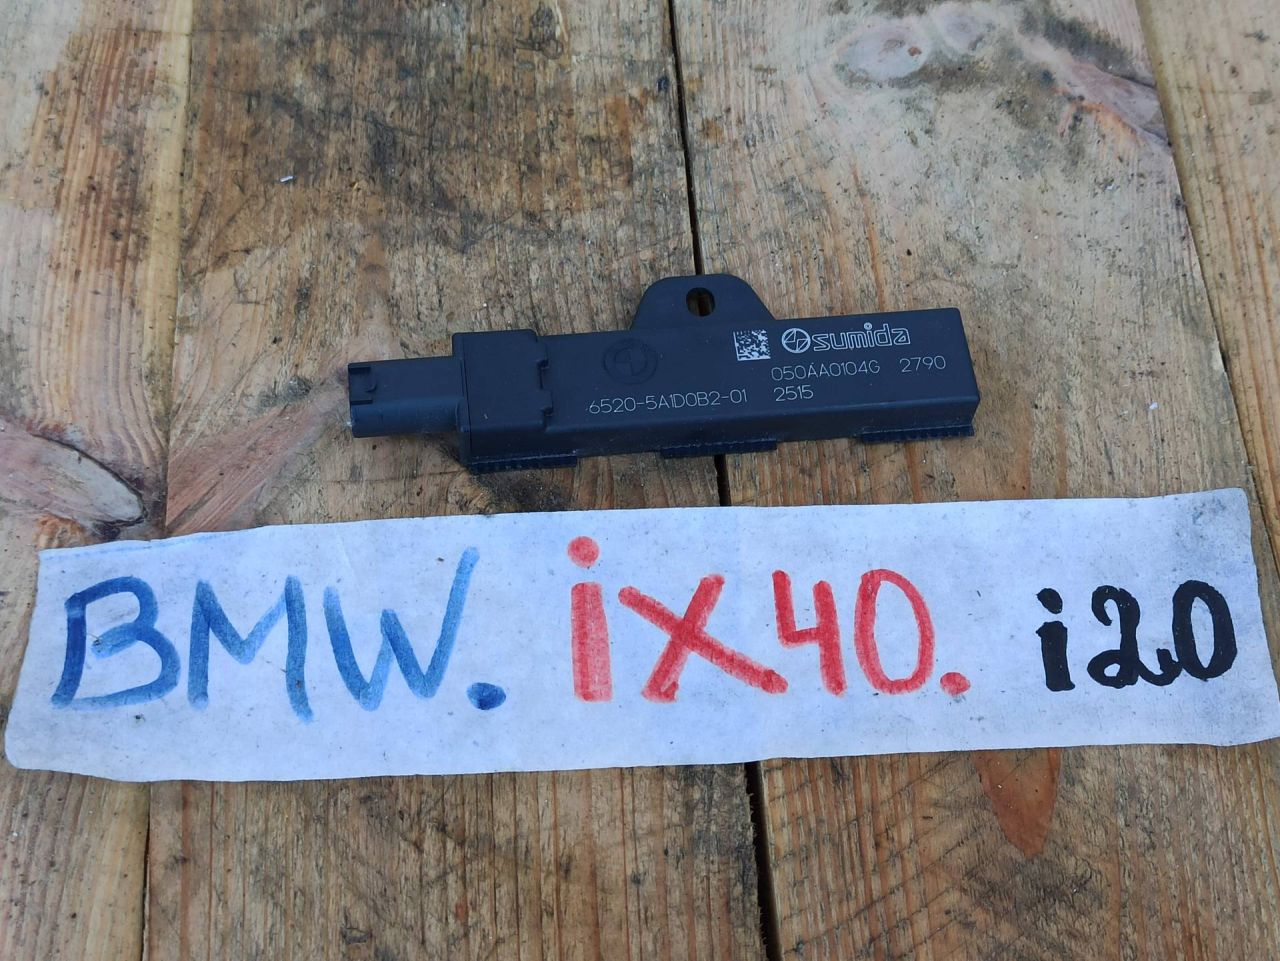 sumida
050AA0104G 2790
6520-5A1D0B2-01 2515
BMW. iX40. i20